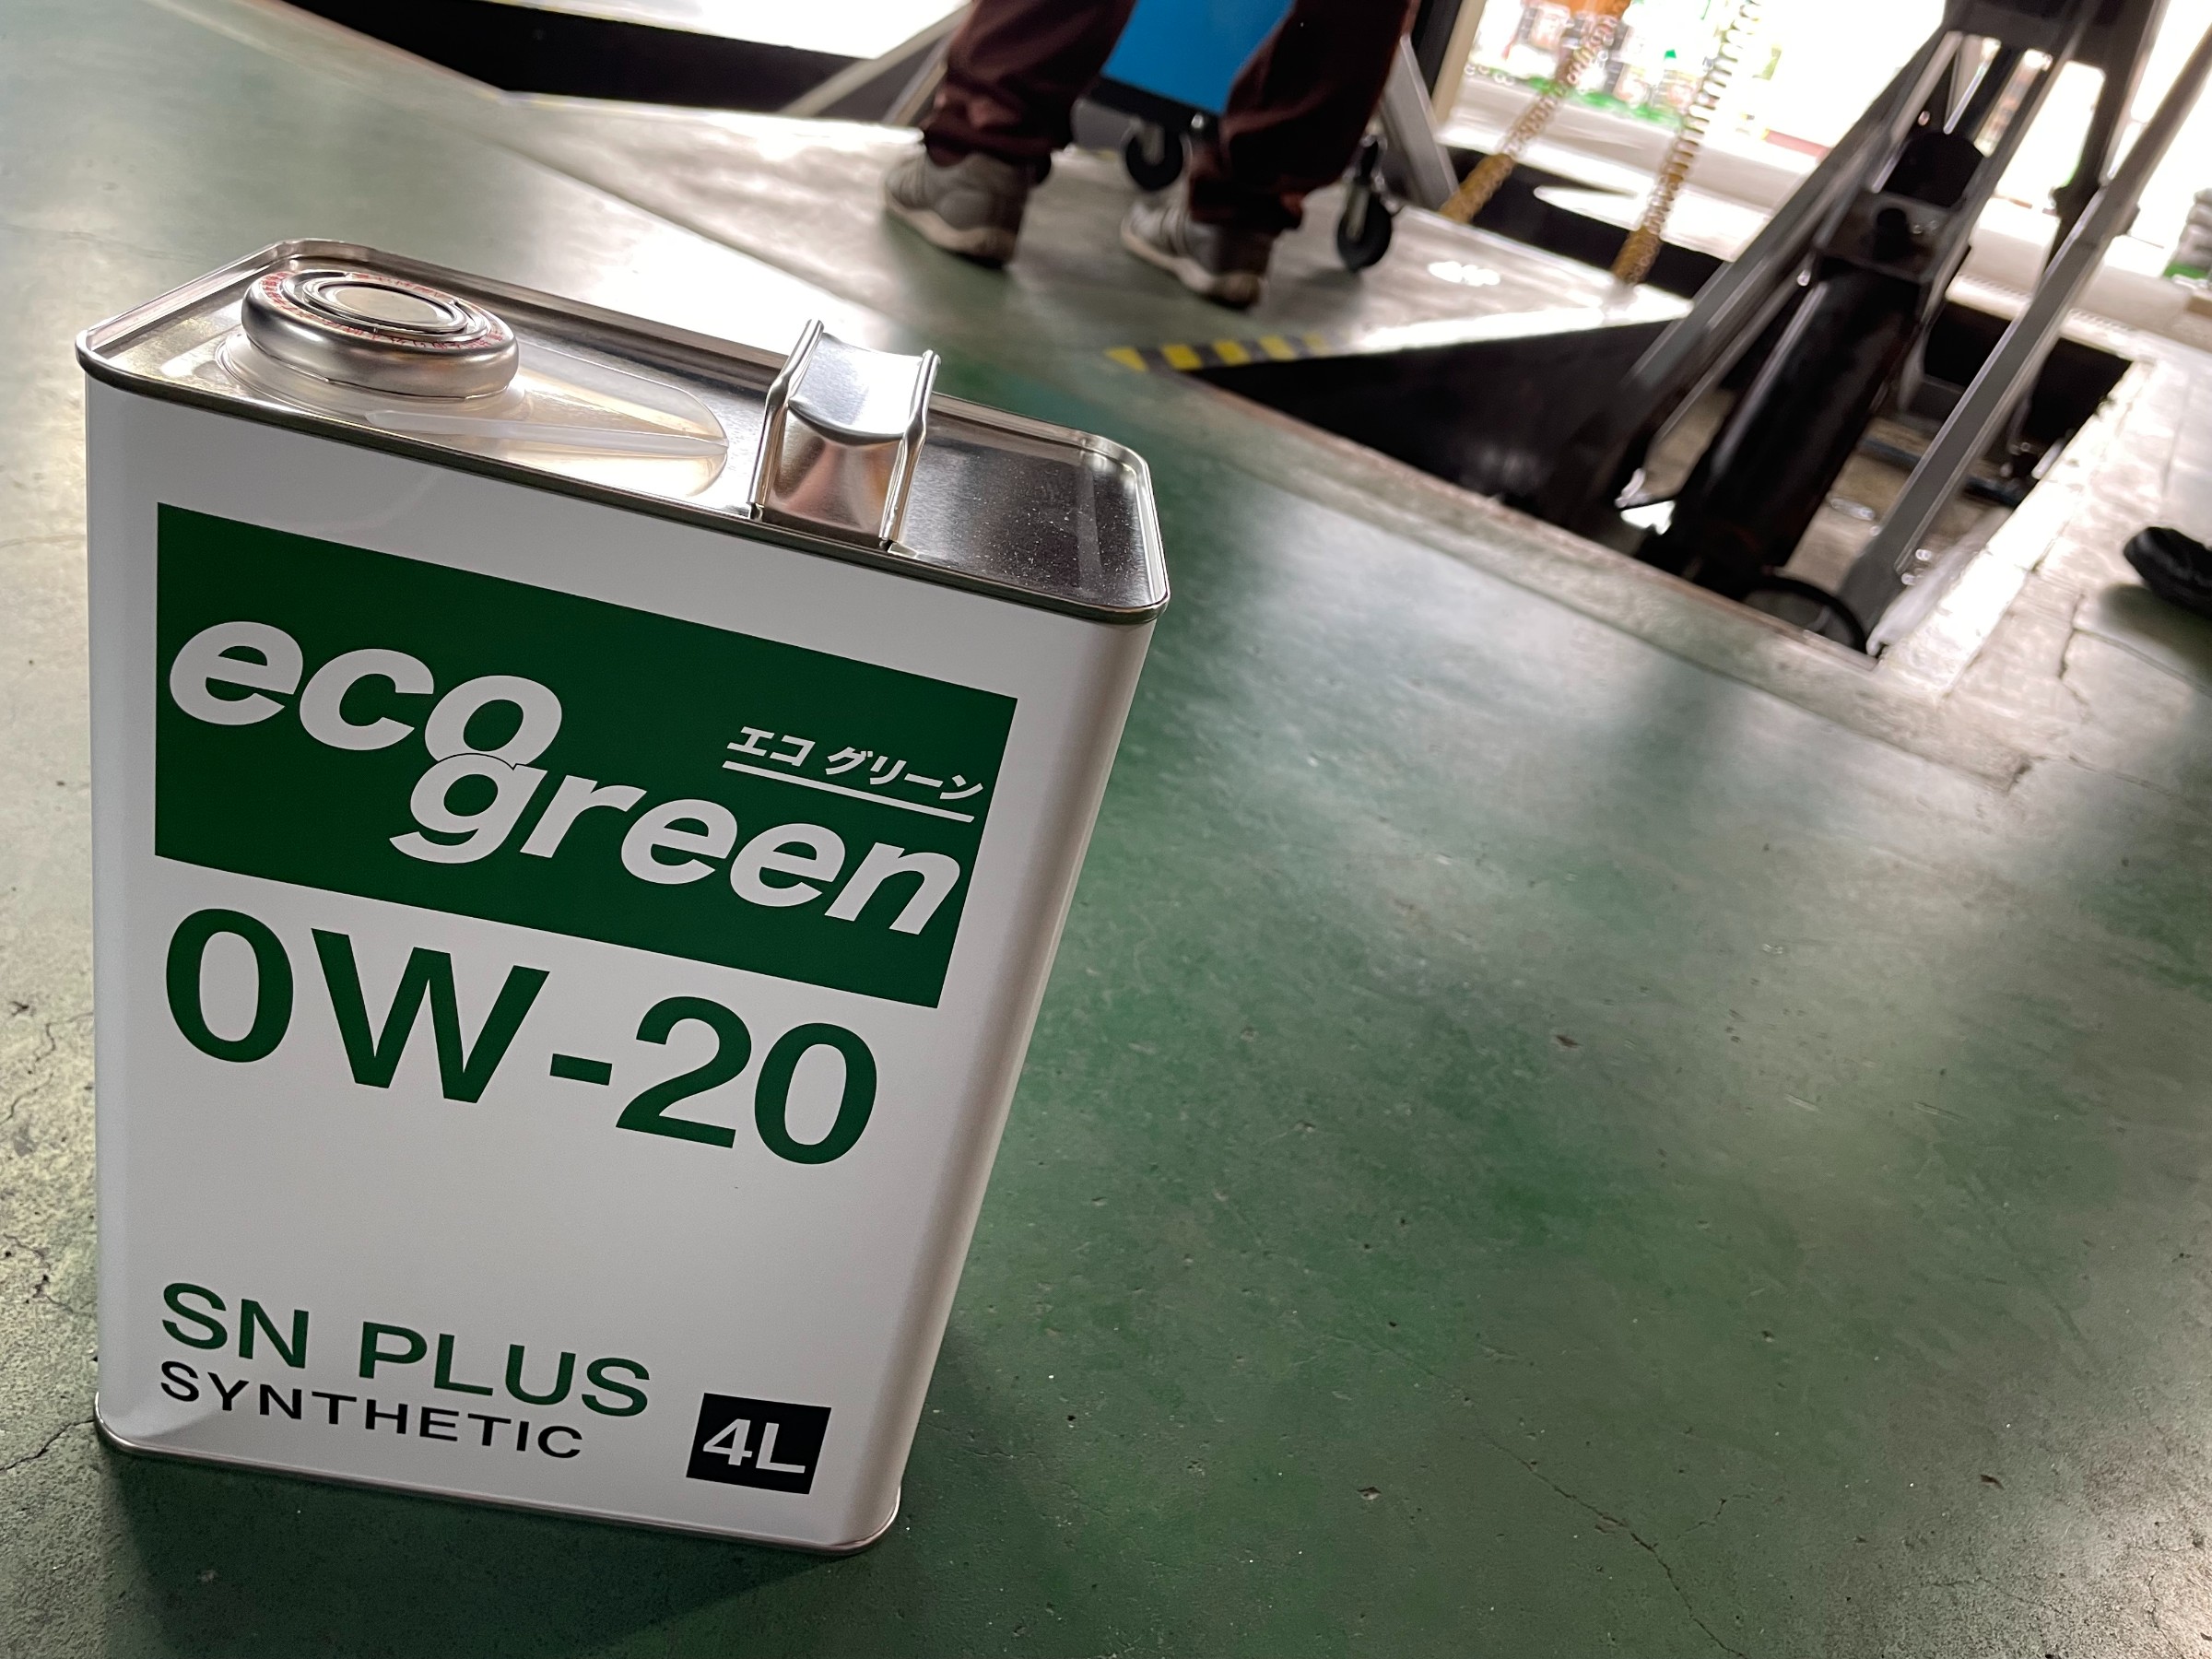 eco
エコ グリーン
green
0W-20
SN PLUS
SYNTHETIC
4L